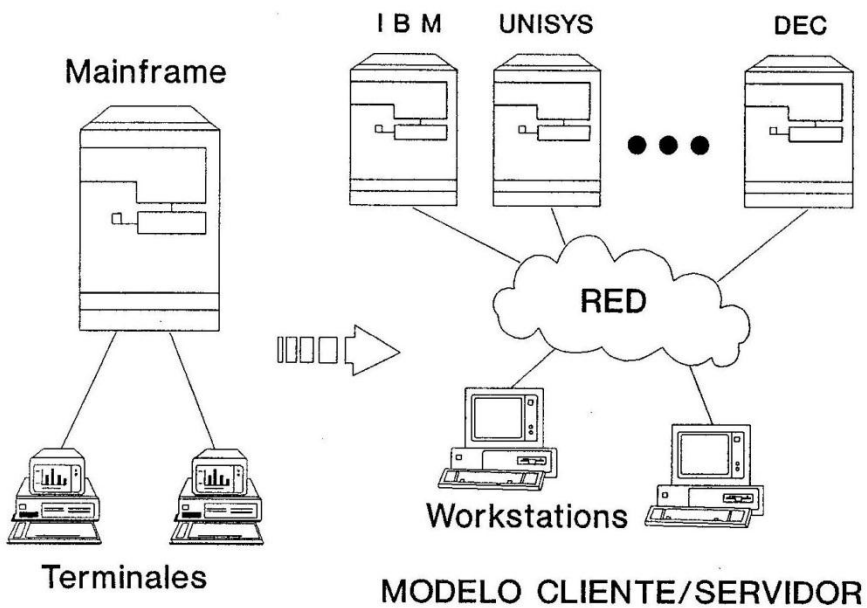 Mainframe
Terminales
I B M
UNISYS
DEC
RED
Workstations
MODELO CLIENTE/SERVIDOR